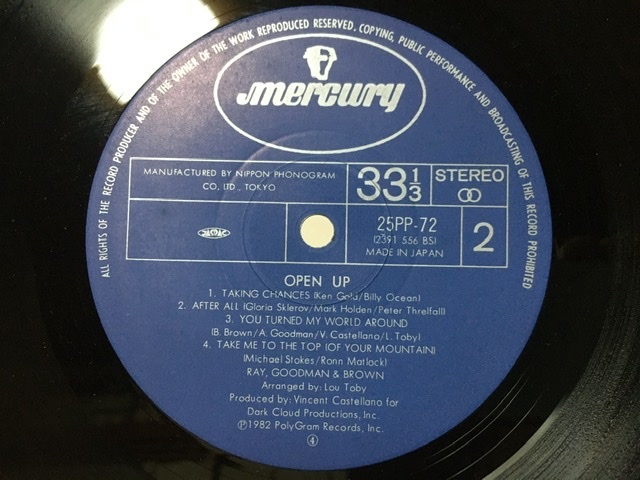 ALL RIGHTS OF THE RECORD PRODUCER AND OF THE OWNER OF THE WORK REPRODUCED RESERVED. COPYING, PUBLIC PERFORMANCE AND BROADCASTING OF THIS RECORD PROHIBITED
mercury
MANUFACTURED BY NIPPON PHONOGRAM
CO., LTD., TOKYO
33 1/3
STEREO
JASRAC
25PP-72
(2391 556 BS)
MADE IN JAPAN
2
OPEN UP
1. TAKING CHANCES (Ken Gold/Billy Ocean)
2. AFTER ALL (Gloria Sklerov/Mark Holden/Peter Threlfall)
3. YOU TURNED MY WORLD AROUND
(B. Brown/A. Goodman/V. Castellano/L. Toby)
4. TAKE ME TO THE TOP (OF YOUR MOUNTAIN)
(Michael Stokes/Ronn Matlock)
RAY, GOODMAN & BROWN
Arranged by: Lou Toby
Produced by: Vincent Castellano for
Dark Cloud Productions, Inc.
Ⓟ1982 PolyGram Records, Inc.
④